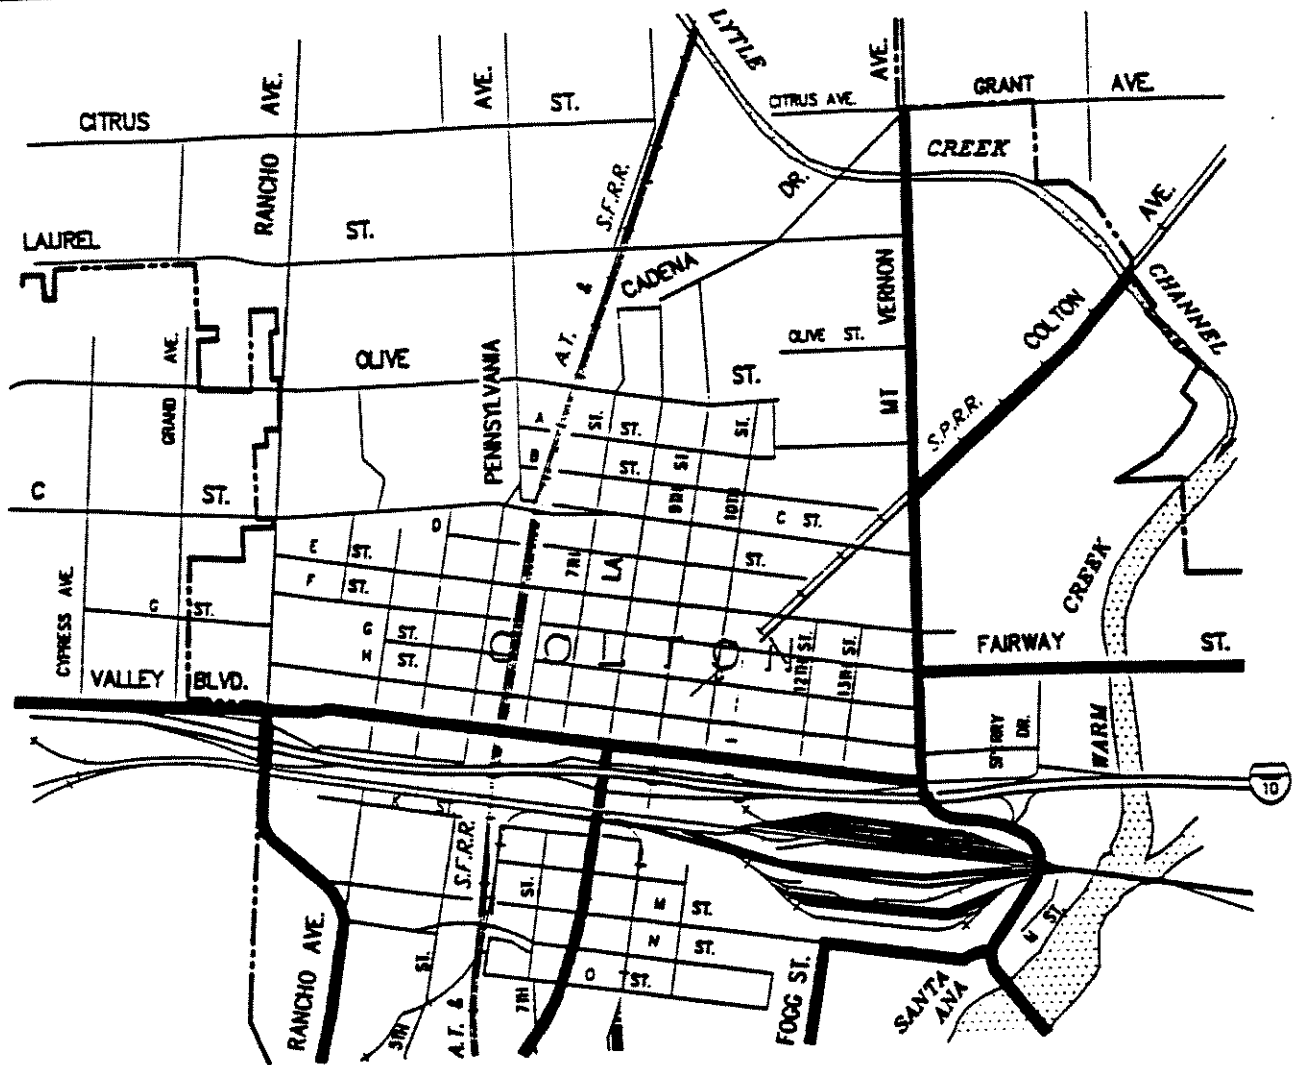 LYTLE
AVE.
AVE.
AVE.
GRANT
AVE.
CITRUS
ST.
CITRUS AVE.
CREEK
RANCHO
S.F.R.R.
DR.
AVE.
LAUREL
ST.
CADENA
VERNON
CHANNEL
&
A.T.
COLTON
OLIVE ST.
AVE.
OLIVE
ST.
GRAND
PENNSYLVANIA
MT
S.P.R.R.
A
ST.
ST.
ST.
B
ST.
ST
9TH
10TH
C
ST.
C ST.
D
E
ST.
7TH
LA
ST.
CREEK
F
ST.
CYPRESS AVE.
G
ST.
G
ST.
H
ST.
C O L T O N
12TH ST.
13TH ST.
FAIRWAY
ST.
VALLEY
BLVD.
SPERRY
DR.
WARM
10
S.F.R.R.
ST.
M
ST.
N
ST.
O
ST.
M ST.
RANCHO AVE.
ST.
5TH
A.T. &
7TH
FOGG ST.
SANTA
ANA